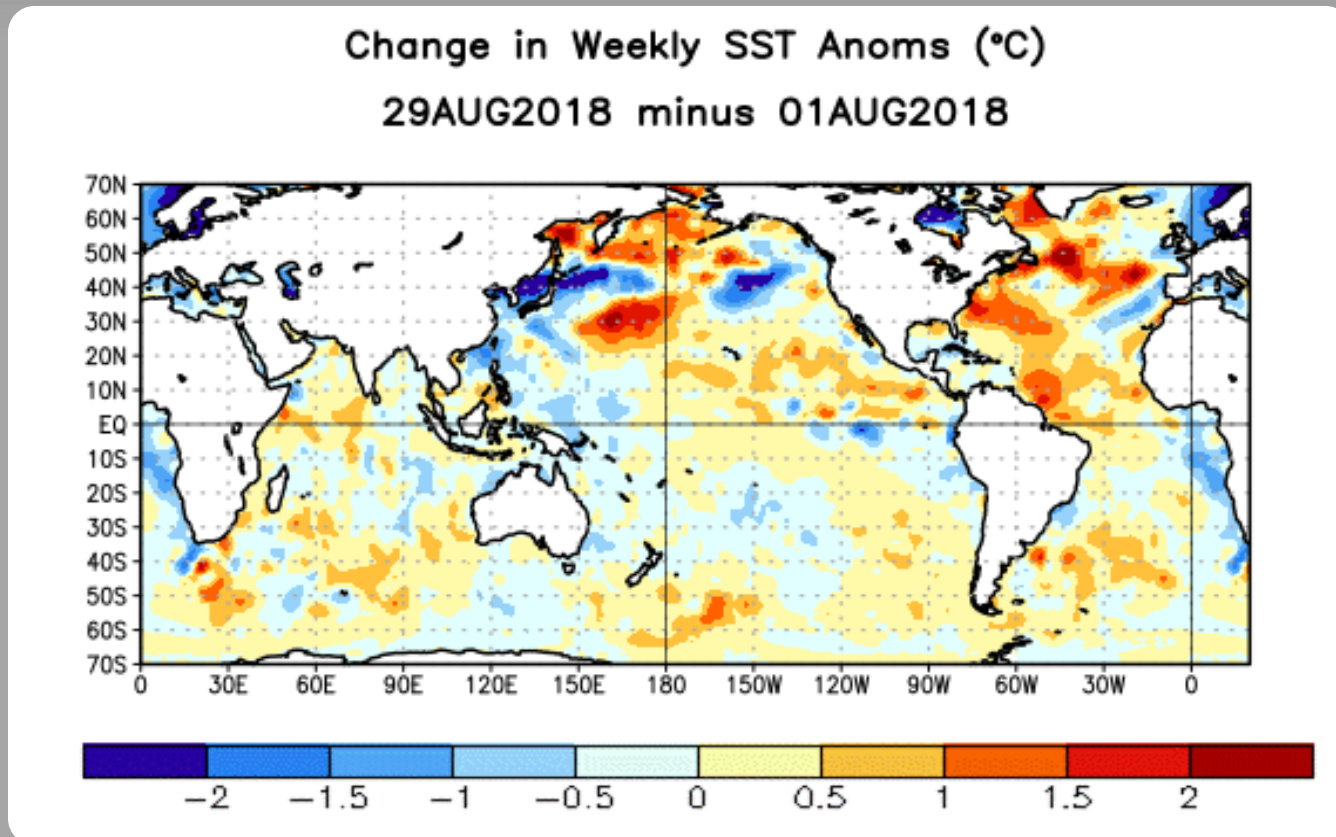 Change in Weekly SST Anoms (°C)
29AUG2018 minus 01AUG2018
70N
60N
50N
40N
30N
20N
10N
EQ
10S
20S
30S
40S
50S
60S
70S
0 30E 60E 90E 120E 150E 180 150W 120W 90W 60W 30W 0
−2 −1.5 −1 −0.5 0 0.5 1 1.5 2